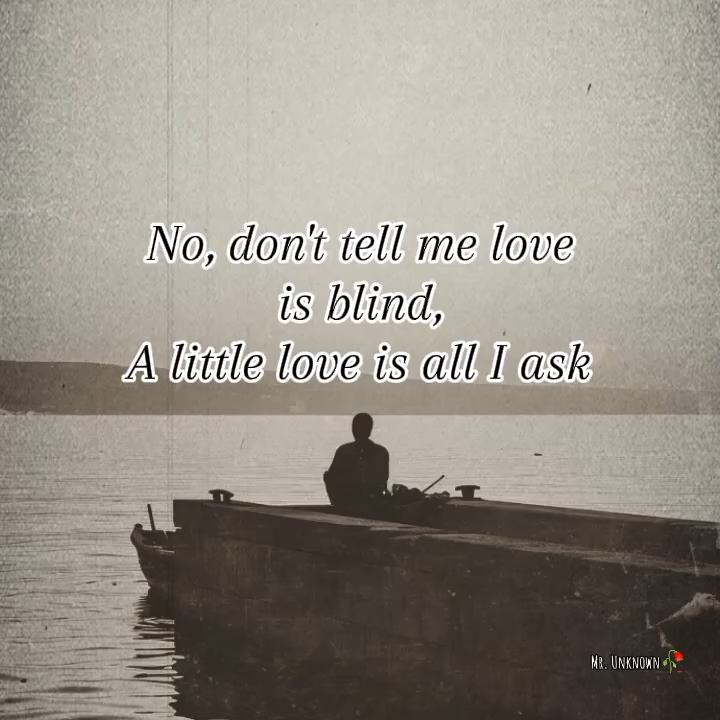 No, don't tell me love
is blind,
A little love is all I ask
Mr. Unknown🥀